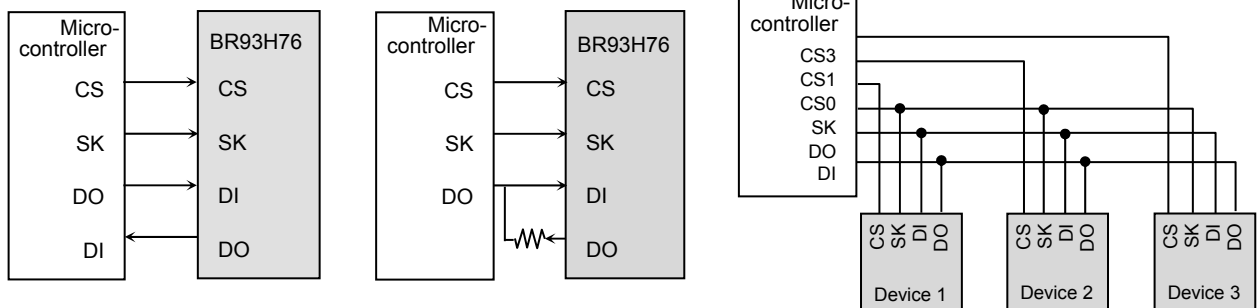 Micro-
controller
CS
SK
DO
DI
BR93H76
CS
SK
DI
DO
Micro-
controller
CS
SK
DO
BR93H76
CS
SK
DI
DO
Micro-
controller
CS3
CS1
CS0
SK
DO
DI
CS SK DI DO
Device 1
CS SK DI DO
Device 2
CS SK DI DO
Device 3